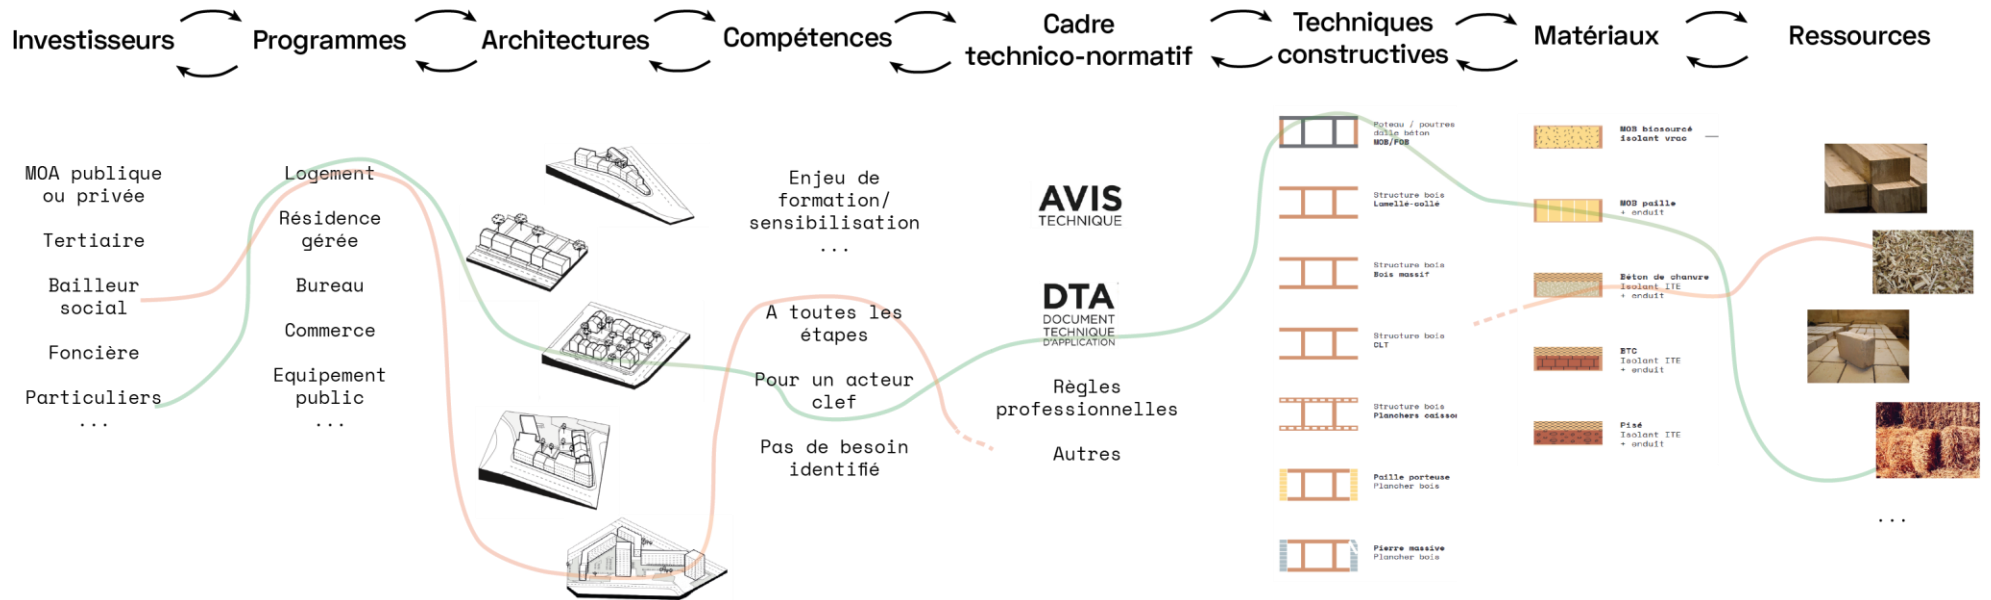 Investisseurs
Programmes
Architectures
Compétences
Cadre
technico-normatif
Techniques
constructives
Matériaux
Ressources
MOA publique
ou privée
Tertiaire
Bailleur
social
Foncière
Particuliers
...
Logement
Résidence
gérée
Bureau
Commerce
Equipement
public
...
Enjeu de
formation/
sensibilisation
...
A toutes les
étapes
Pour un acteur
clef
Pas de besoin
identifié
AVIS
TECHNIQUE
DTA
DOCUMENT
TECHNIQUE
D'APPLICATION
Règles
professionnelles
Autres
Poteau / poutres
dalle béton
MOB/FOB
Structure bois
Lamellé-collé
Structure bois
Bois massif
Structure bois
CLT
Structure bois
Planchers caisson
Paille porteuse
Plancher bois
Pierre massive
Plancher bois
MOB biosourcé
isolant vrac
MOB paille
+ enduit
Béton de chanvre
Isolant ITE
+ enduit
BTC
Isolant ITE
+ enduit
Pisé
Isolant ITE
+ enduit
...